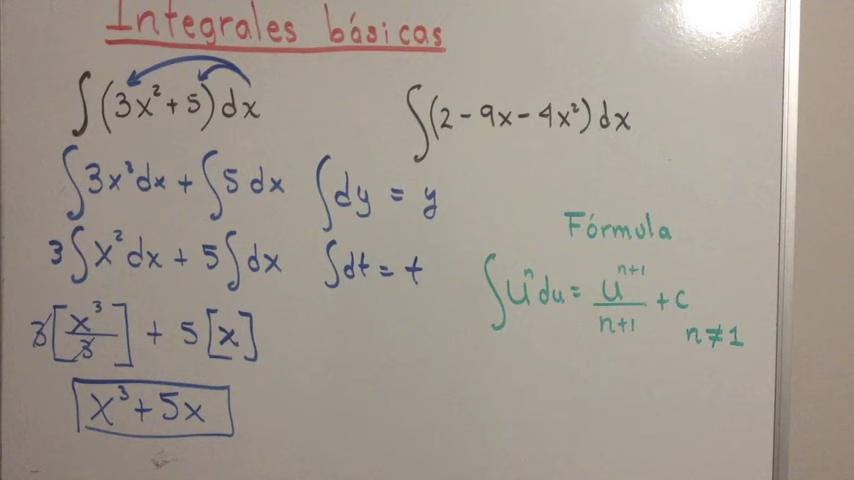 Integrales básicas
∫(3x²+5)dx
∫3x²dx + ∫5dx
3∫x²dx + 5∫dx
3[x³/3] + 5[x]
x³+5x
∫dy = y
∫dt = t
∫(2-9x-4x²)dx
Fórmula
∫uⁿdu = uⁿ⁺¹/n+1 + c
n≠1